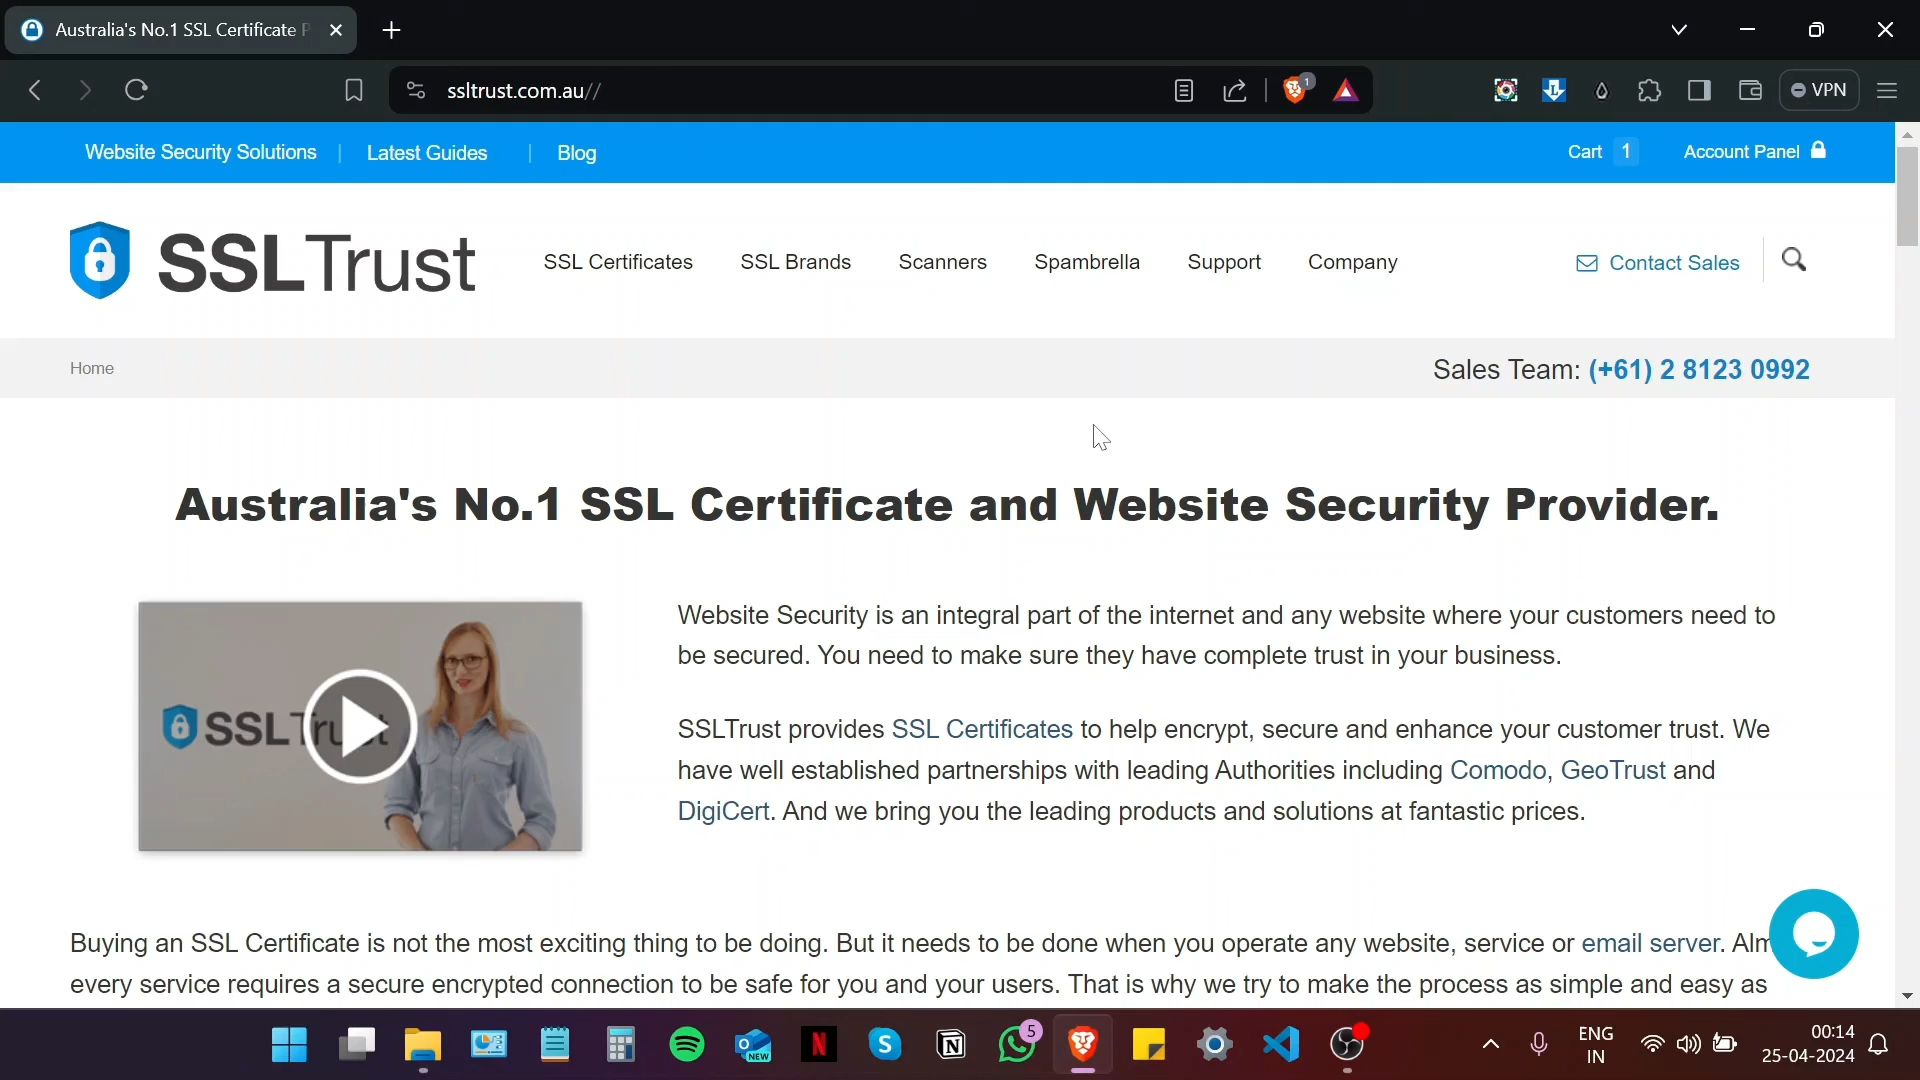 Australia's No.1 SSL Certificate P
ssltrust.com.au//
1
VPN
Website Security Solutions | Latest Guides | Blog
Cart 1 Account Panel
SSLTrust
SSL Certificates SSL Brands Scanners Spambrella Support Company
Contact Sales
Home
Sales Team: (+61) 2 8123 0992
Australia's No.1 SSL Certificate and Website Security Provider.
SSLTrust
Website Security is an integral part of the internet and any website where your customers need to
be secured. You need to make sure they have complete trust in your business.
SSLTrust provides SSL Certificates to help encrypt, secure and enhance your customer trust. We
have well established partnerships with leading Authorities including Comodo, GeoTrust and
DigiCert. And we bring you the leading products and solutions at fantastic prices.
Buying an SSL Certificate is not the most exciting thing to be doing. But it needs to be done when you operate any website, service or email server. Alm
every service requires a secure encrypted connection to be safe for you and your users. That is why we try to make the process as simple and easy as
O NEW
N
S
N
5
ENG
IN
00:14
25-04-2024